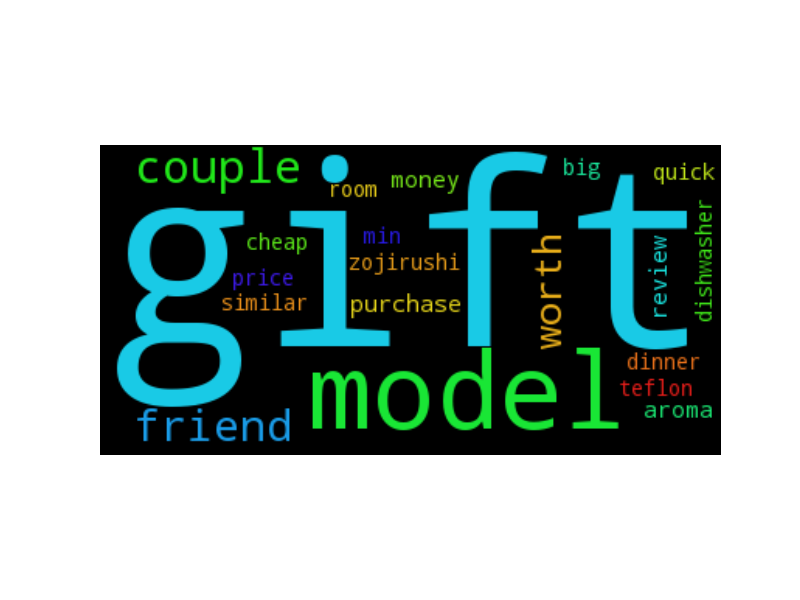 couple
big
quick
room
money
gift
cheap
min
zojirushi
price
similar
purchase
worth
review
dishwasher
model
dinner
teflon
aroma
friend